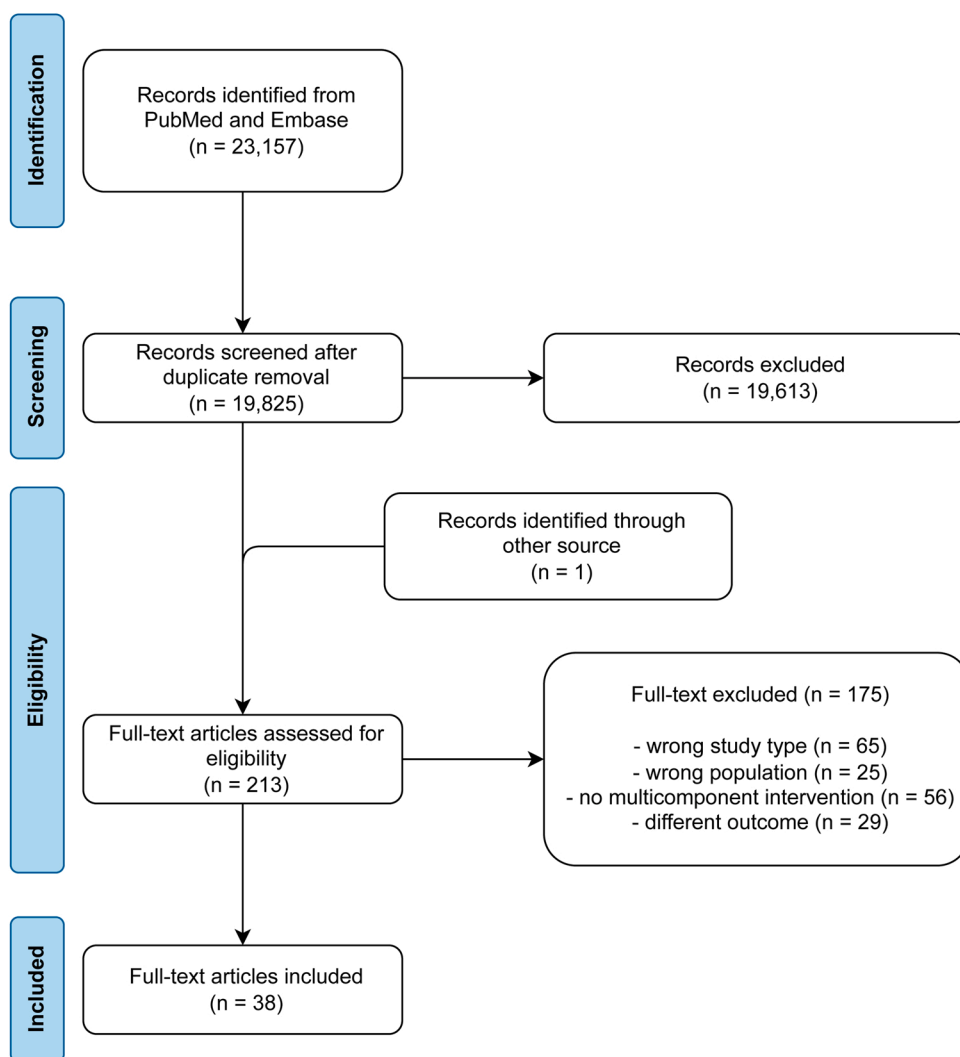 Identification
Records identified from
PubMed and Embase
(n = 23,157)
Screening
Records screened after
duplicate removal
(n = 19,825)
Records excluded
(n = 19,613)
Eligibility
Records identified through
other source
(n = 1)
Full-text articles assessed for
eligibility
(n = 213)
Full-text excluded (n = 175)
- wrong study type (n = 65)
- wrong population (n = 25)
- no multicomponent intervention (n = 56)
- different outcome (n = 29)
Included
Full-text articles included
(n = 38)